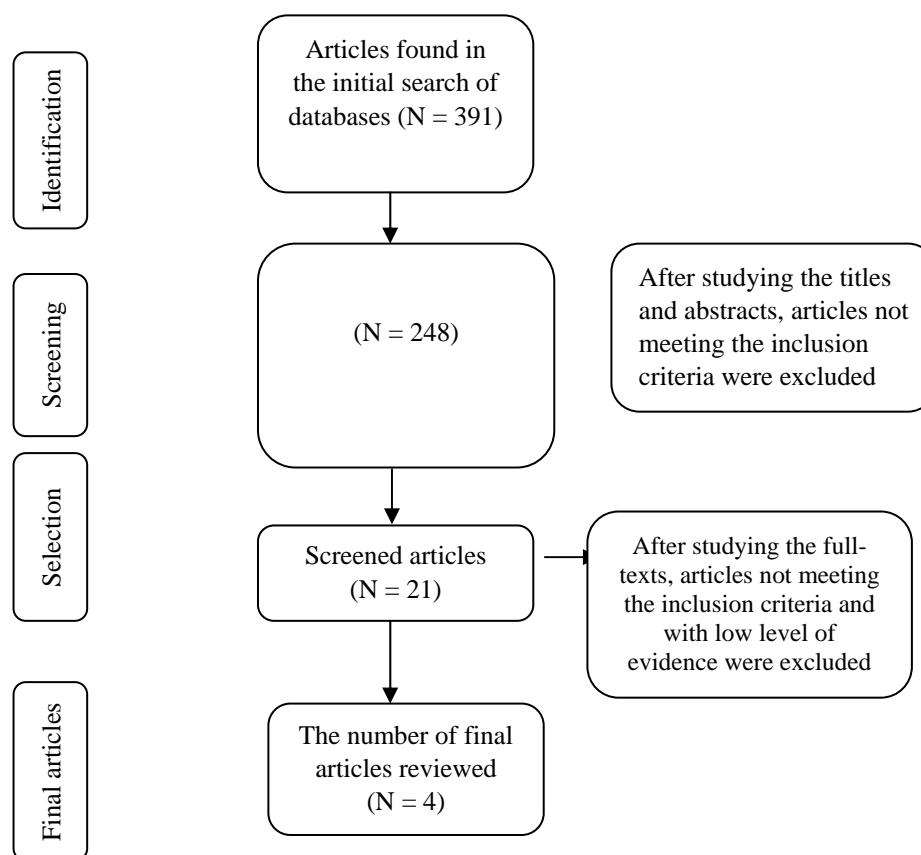 Identification
Articles found in
the initial search of
databases (N = 391)
Screening
(N = 248)
After studying the titles
and abstracts, articles not
meeting the inclusion
criteria were excluded
Selection
Screened articles
(N = 21)
After studying the full-
texts, articles not meeting
the inclusion criteria and
with low level of
evidence were excluded
Final articles
The number of final
articles reviewed
(N = 4)